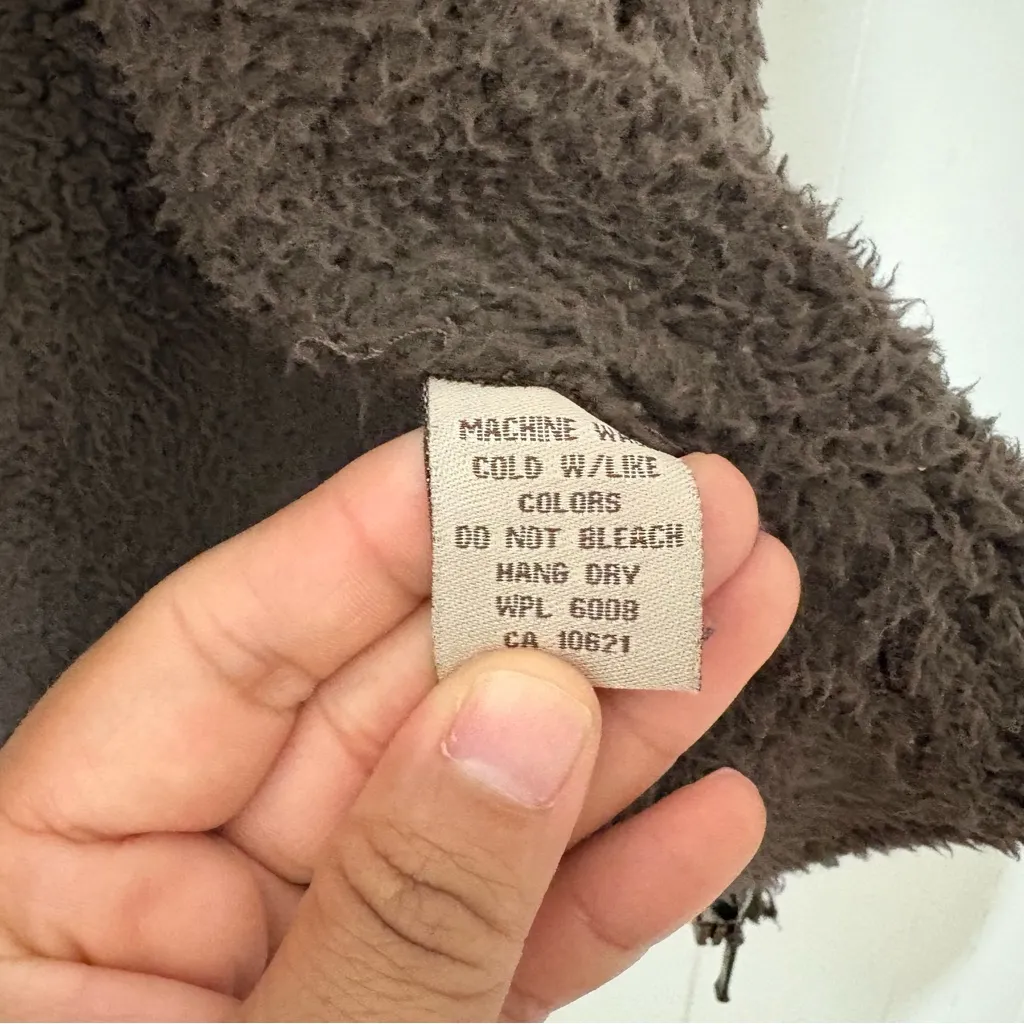 MACHINE
COLD W/LIKE
COLORS
DO NOT BLEACH
HANG DRY
WPL 6008
CA 10621